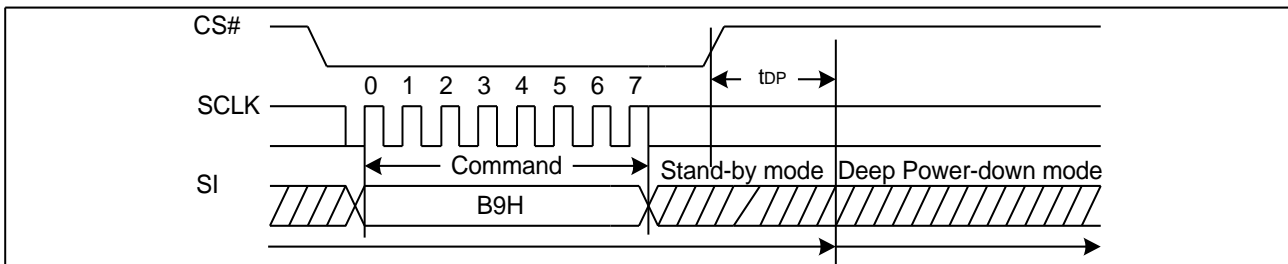 CS#
tDP
0 1 2 3 4 5 6 7
SCLK
Command
Stand-by mode Deep Power-down mode
SI
B9H